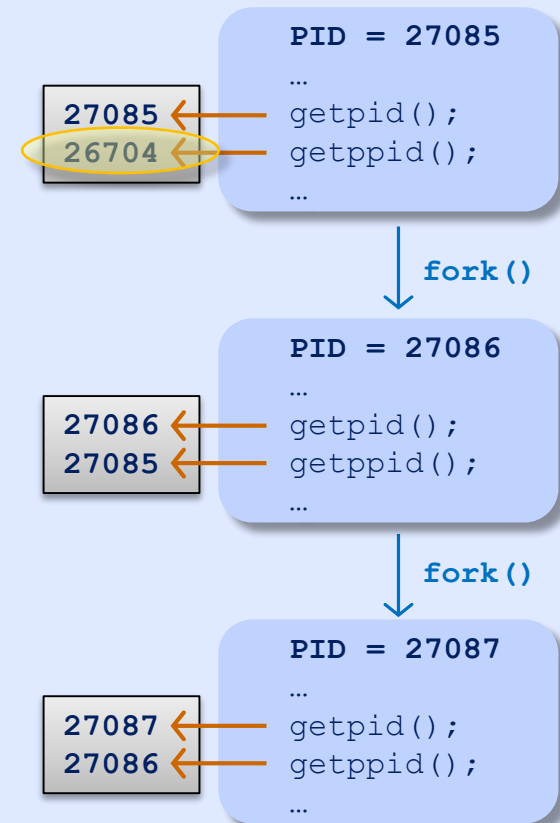 PID = 27085
…
27085 getpid();
26704 getppid();
…
fork()
PID = 27086
…
27086 getpid();
27085 getppid();
…
fork()
PID = 27087
…
27087 getpid();
27086 getppid();
…